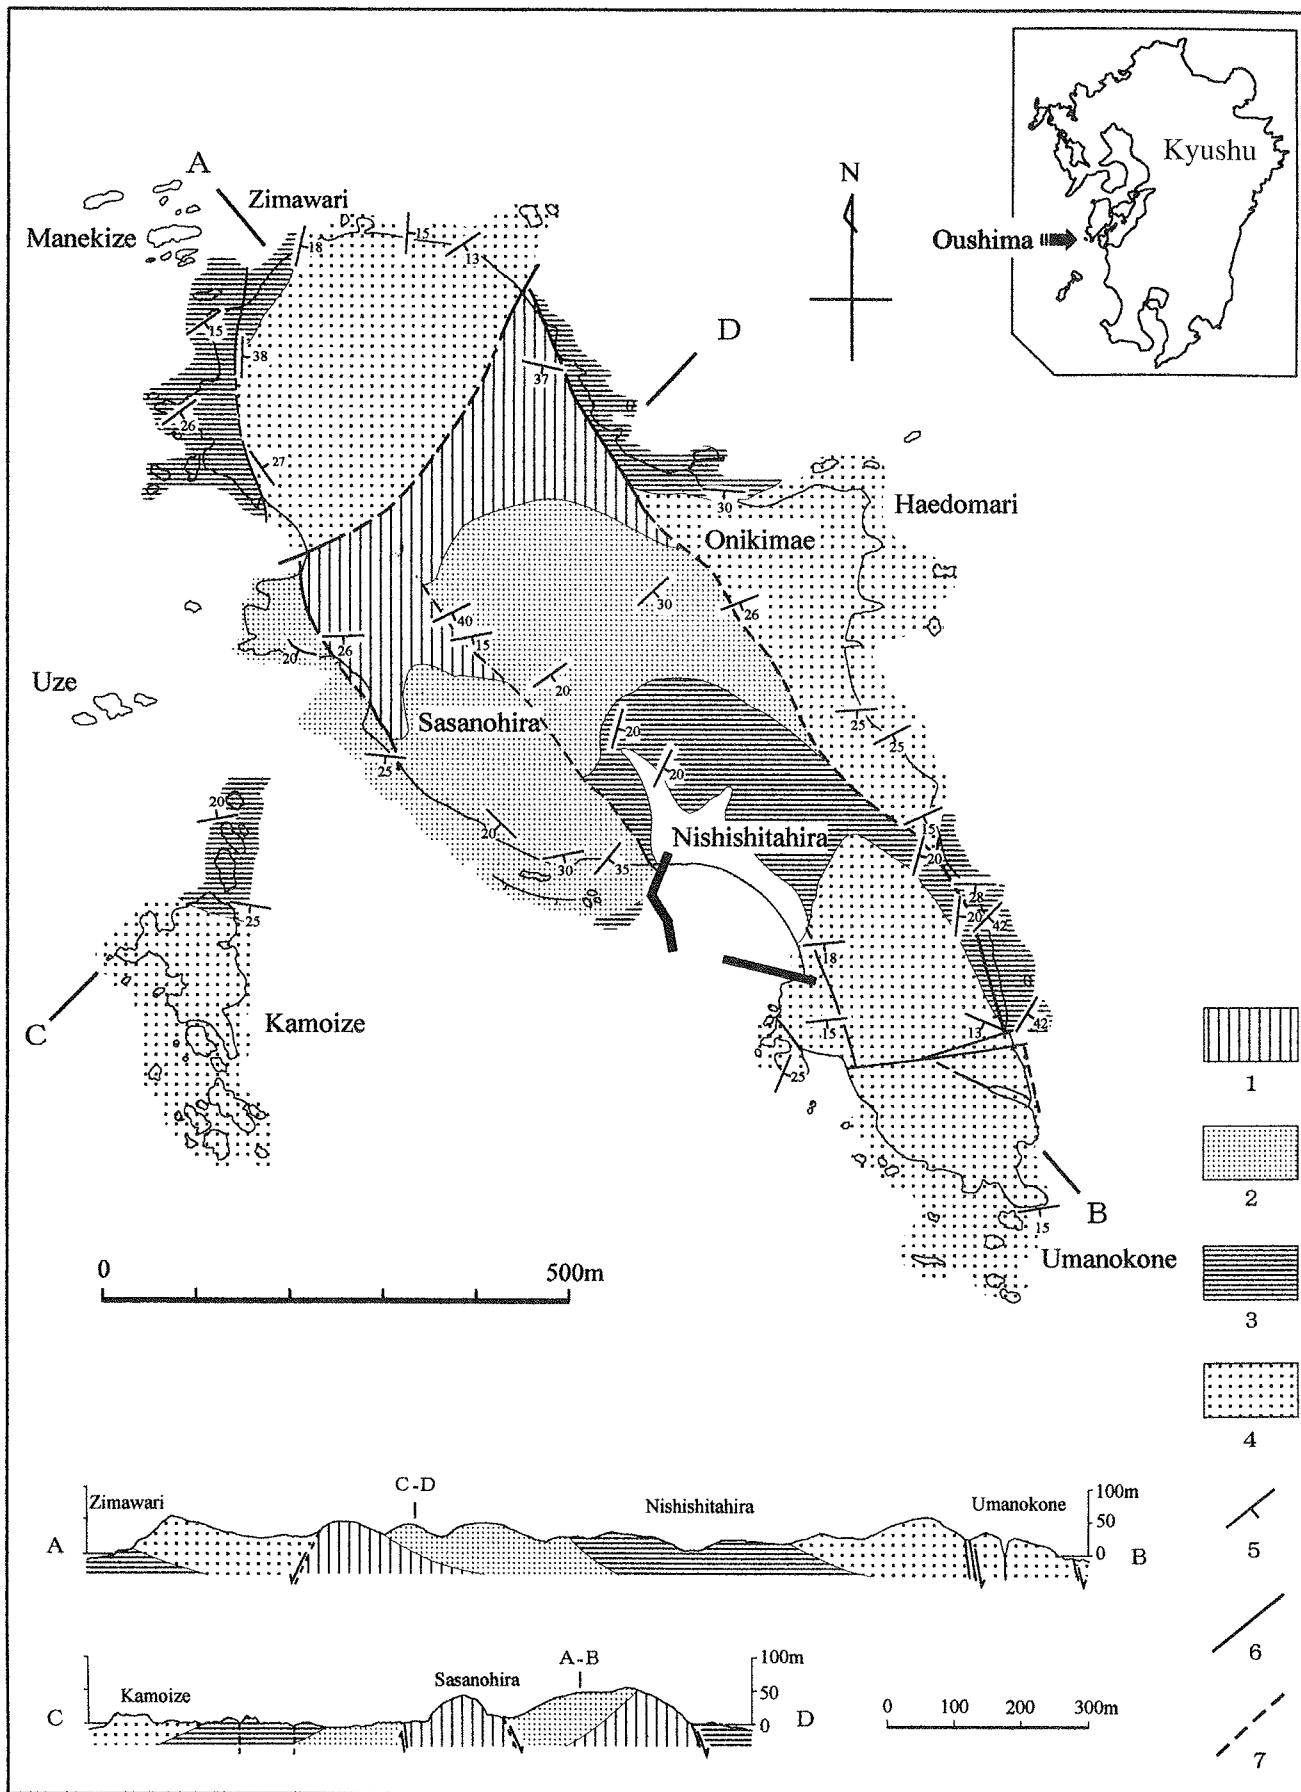 Kyushu
Oushima
N
A
Zimawari
Manekize
15
18
13
D
15
38
37
26
27
30
Haedomari
Onikimae
30
26
40
15
26
20
20
Uze
Sasanohira
25
20
20
25
25
20
Nishishitahira
15
20
20
30
35
28
20
42
25
18
C
Kamoize
15
13
42
25
1
B
15
Umanokone
2
0
500m
3
4
C-D
Zimawari
Nishishitahira
Umanokone
100m
50
0
A
B
5
A-B
100m
Sasanohira
50
Kamoize
0
C
D
0
100
200
300m
6
7